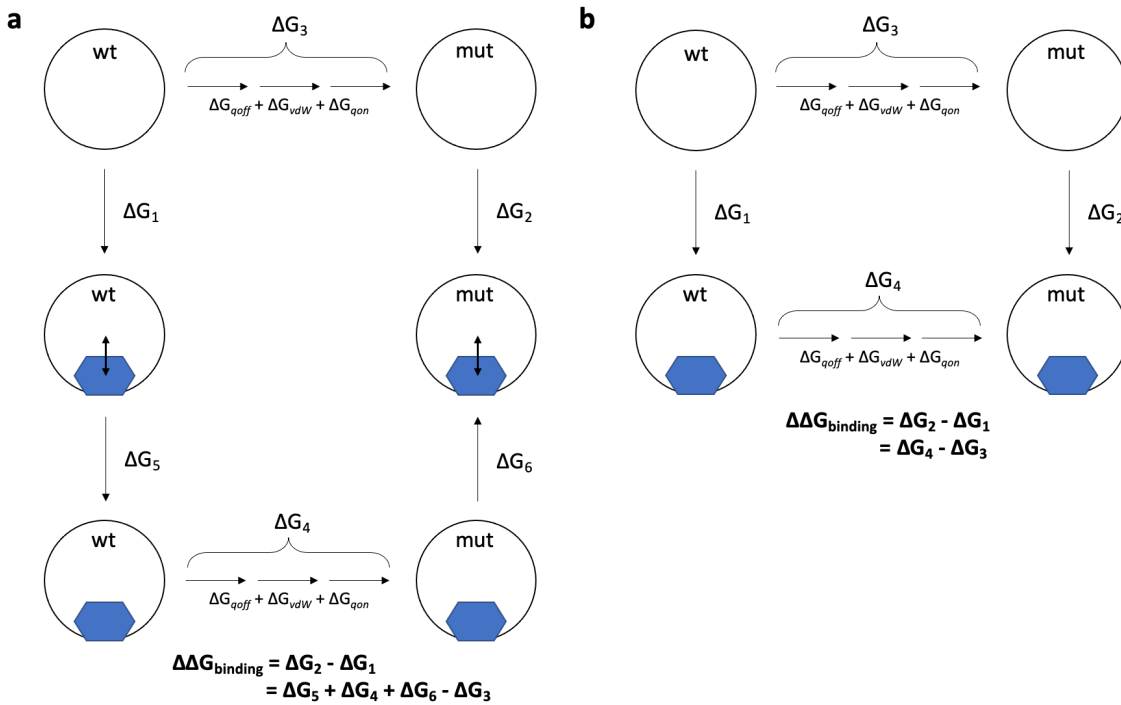 a
ΔG3
wt
mut
ΔGqoff + ΔGvdW + ΔGqon
ΔG1
ΔG2
wt
mut
ΔG5
ΔG6
ΔG4
wt
mut
ΔGqoff + ΔGvdW + ΔGqon
ΔΔGbinding = ΔG2 - ΔG1
= ΔG5 + ΔG4 + ΔG6 - ΔG3
b
ΔG3
wt
mut
ΔGqoff + ΔGvdW + ΔGqon
ΔG1
ΔG2
ΔG4
wt
mut
ΔGqoff + ΔGvdW + ΔGqon
ΔΔGbinding = ΔG2 - ΔG1
= ΔG4 - ΔG3